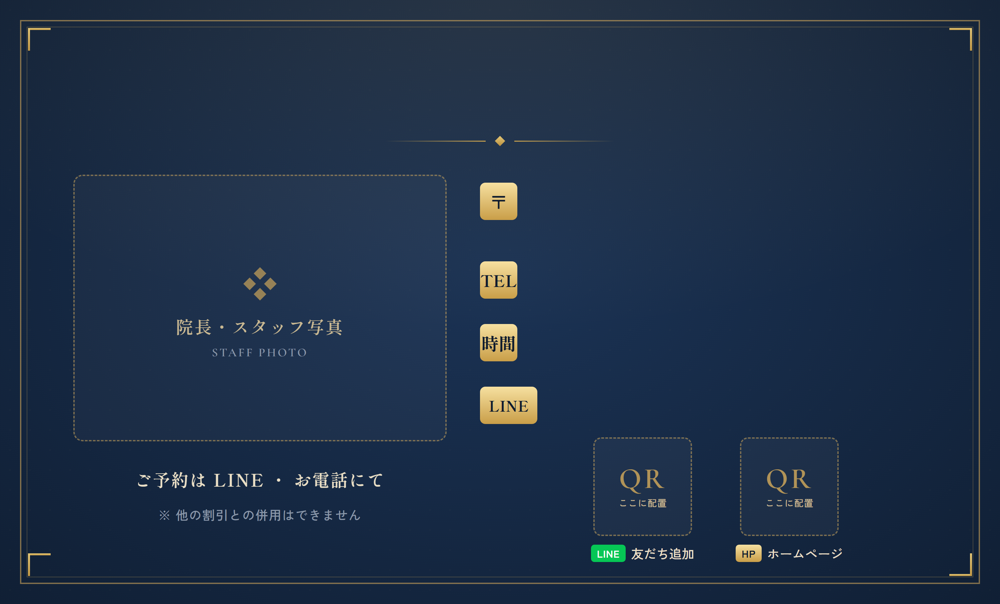 院長・スタッフ写真
STAFF PHOTO
ご予約は LINE ・ お電話にて
※ 他の割引との併用はできません
〒
TEL
時間
LINE
QR
ここに配置
LINE 友だち追加
QR
ここに配置
HP ホームページ